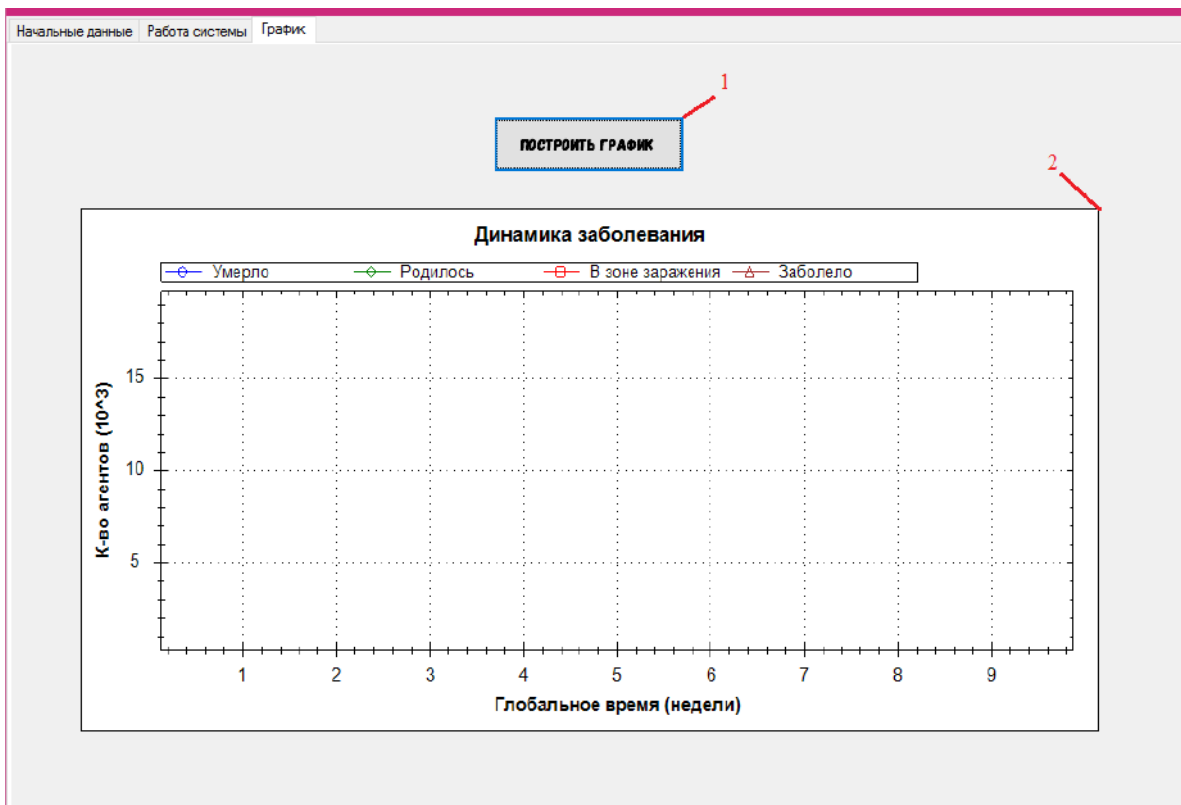 Начальные данные Работа системы График
1
ПОСТРОИТЬ ГРАФИК
2
Динамика заболевания
Умерло Родилось В зоне заражения Заболело
К-во агентов (10^3)
15
10
5
1 2 3 4 5 6 7 8 9
Глобальное время (недели)